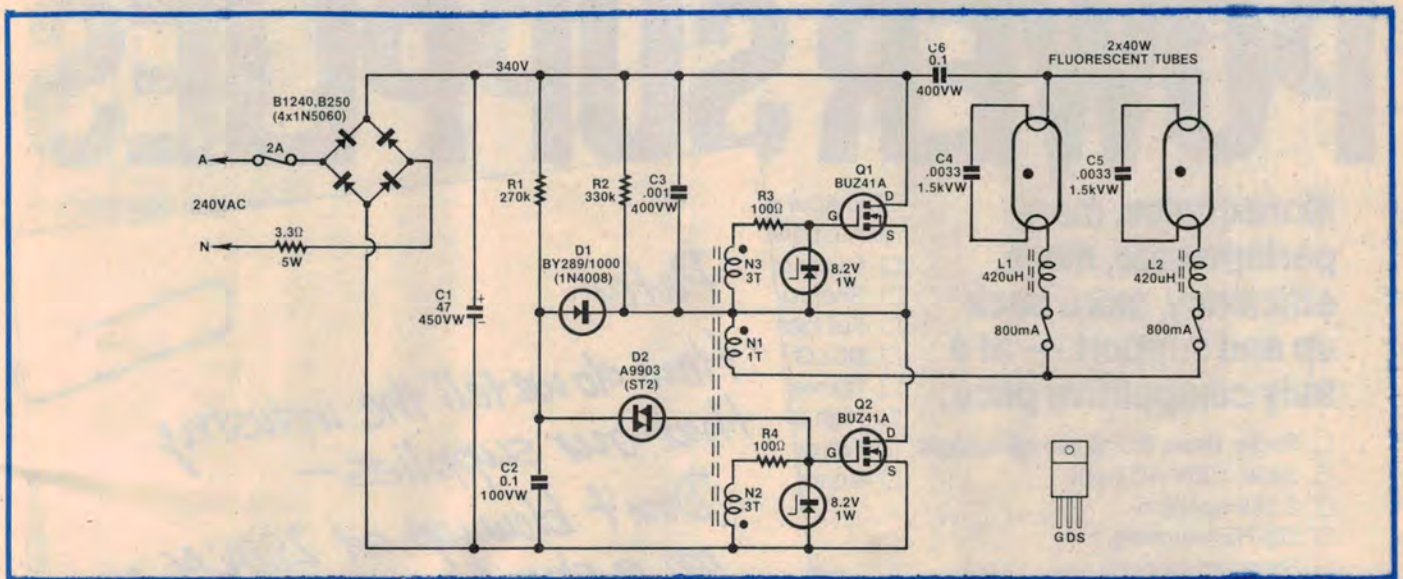 340V
C6
0.1
400VW
2x40W
FLUORESCENT TUBES
B1240,B250
(4x1N5060)
A
2A
240VAC
N
3.3Ω
5W
C1
47
450VW
+
−
R1
270k
R2
330k
C3
.001
400VW
D1
BY289/1000
(1N4008)
D2
A9903
(ST2)
C2
0.1
100VW
R3
100Ω
N3
3T
N1
1T
R4
100Ω
N2
3T
Q1
BUZ41A
D
G
S
8.2V
1W
Q2
BUZ41A
D
G
S
8.2V
1W
C4
.0033
1.5kVW
C5
.0033
1.5kVW
L1
420uH
L2
420uH
800mA
800mA
G D S